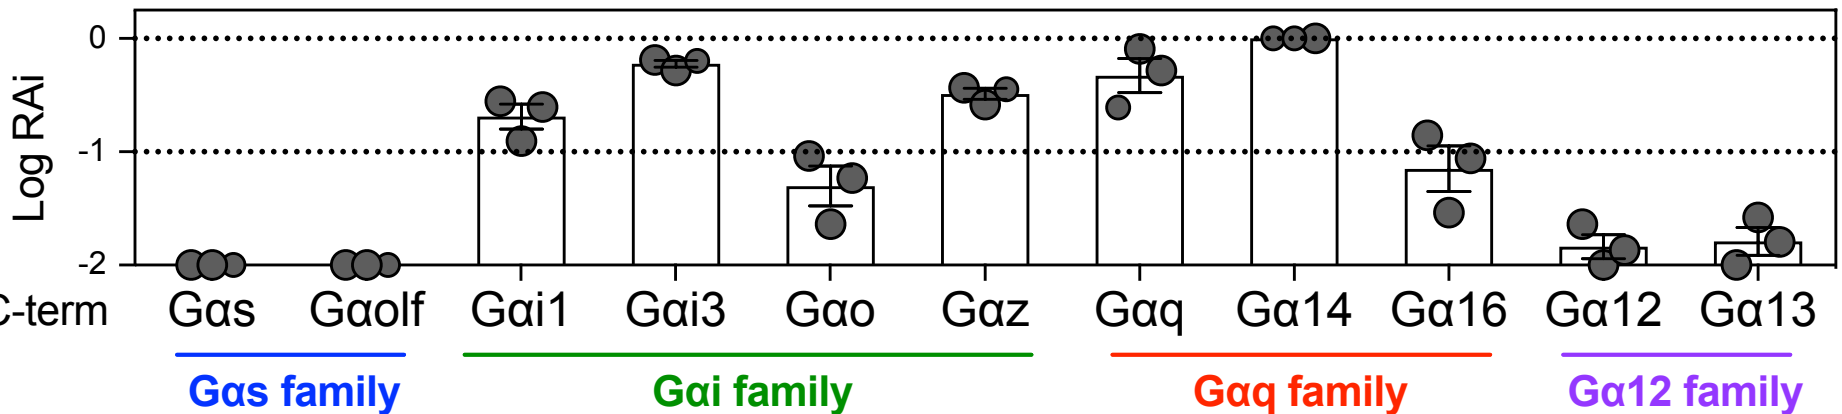 Log RAi
0
-1
-2
C-term Gαs Gαolf Gαi1 Gαi3 Gαo Gαz Gαq Gα14 Gα16 Gα12 Gα13
Gαs family Gαi family Gαq family Gα12 family